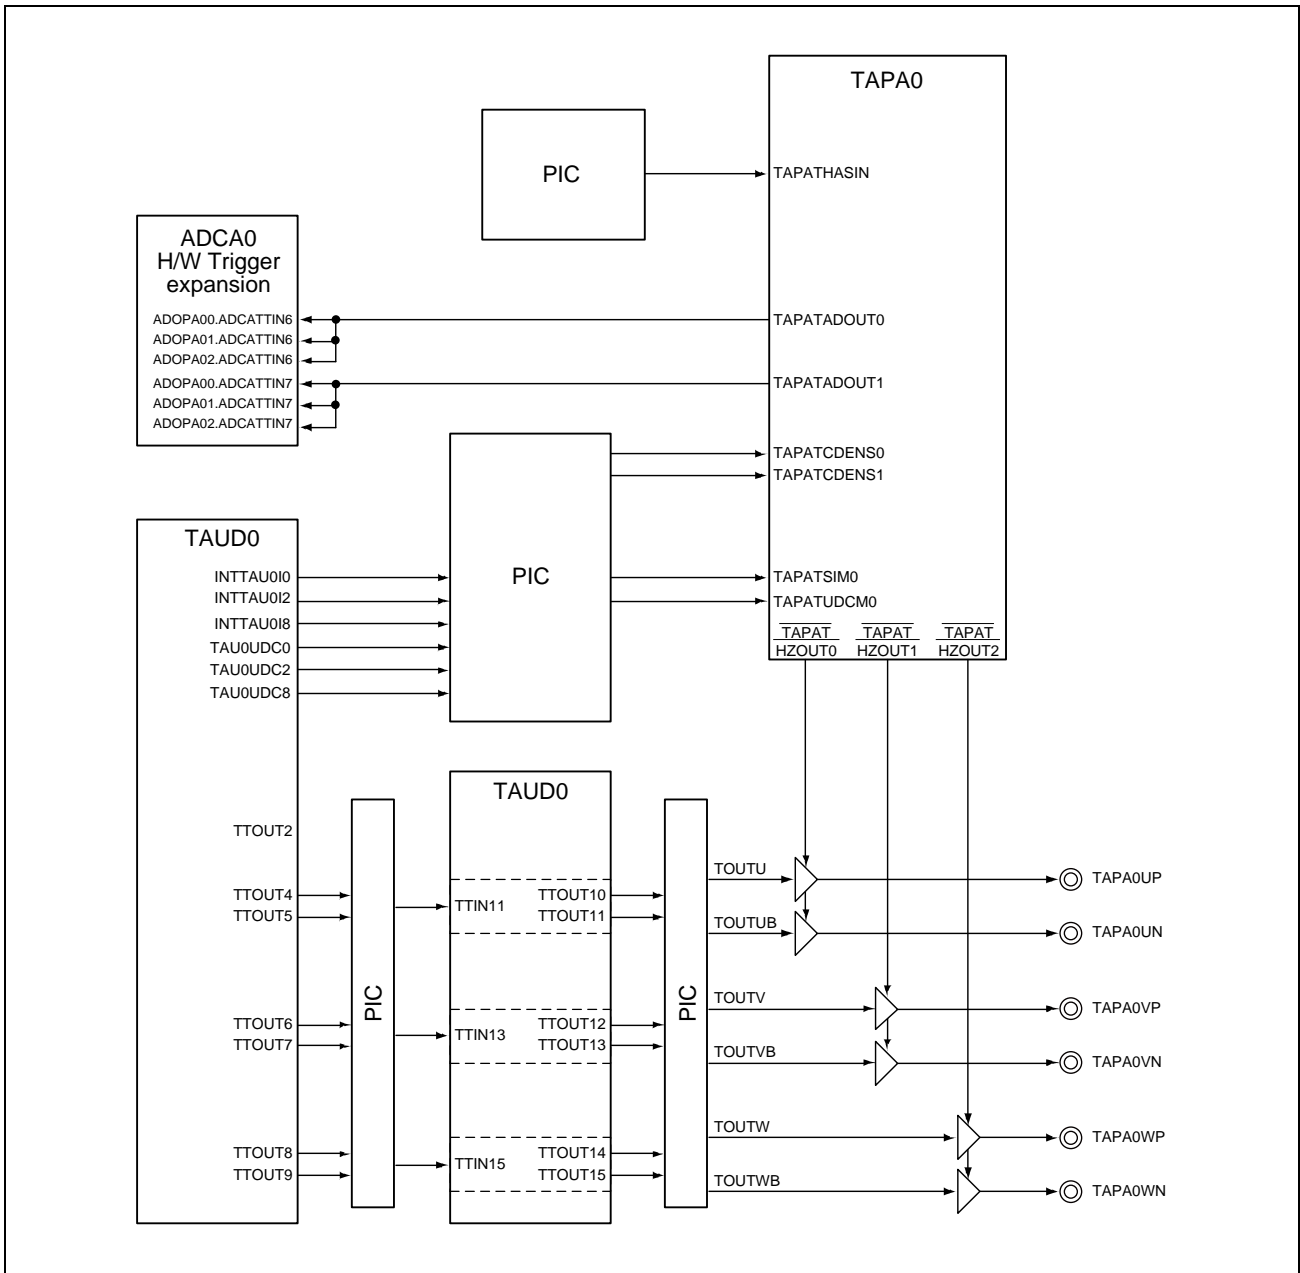 TAPA0
PIC
TAPATHASIN
ADCA0
H/W Trigger
expansion
ADOPA00.ADCATTIN6
ADOPA01.ADCATTIN6
ADOPA02.ADCATTIN6
ADOPA00.ADCATTIN7
ADOPA01.ADCATTIN7
ADOPA02.ADCATTIN7
TAPATADOUT0
TAPATADOUT1
TAPATCDENS0
TAPATCDENS1
TAUD0
INTTAU0I0
INTTAU0I2
INTTAU0I8
TAU0UDC0
TAU0UDC2
TAU0UDC8
PIC
TAPATSIM0
TAPATUDCM0
TAPAT
HZOUT0
TAPAT
HZOUT1
TAPAT
HZOUT2
TTOUT2
TTOUT4
TTOUT5
TTOUT6
TTOUT7
TTOUT8
TTOUT9
PIC
TAUD0
TTIN11
TTOUT10
TTOUT11
TTIN13
TTOUT12
TTOUT13
TTIN15
TTOUT14
TTOUT15
PIC
TOUTU
TOUTUB
TOUTV
TOUTVB
TOUTW
TOUTWB
TAPA0UP
TAPA0UN
TAPA0VP
TAPA0VN
TAPA0WP
TAPA0WN